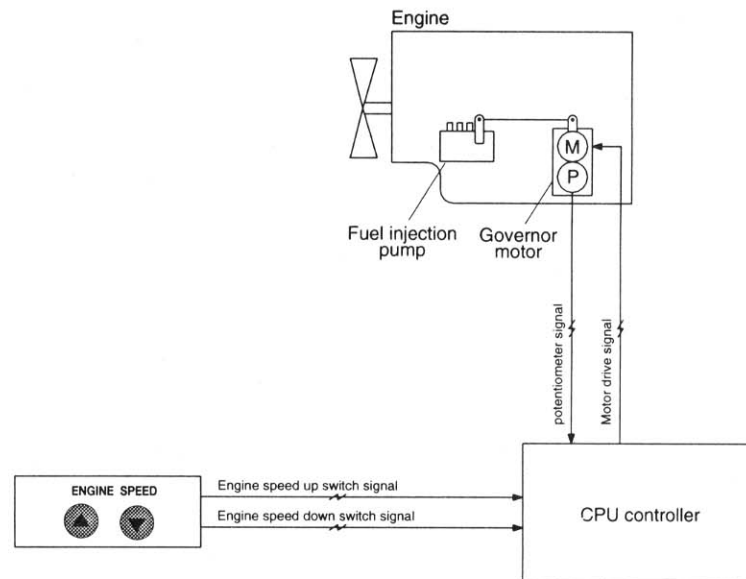 Engine
M
P
Fuel injection
pump
Governor
motor
potentiometer signal
Motor drive signal
ENGINE SPEED
Engine speed up switch signal
Engine speed down switch signal
CPU controller